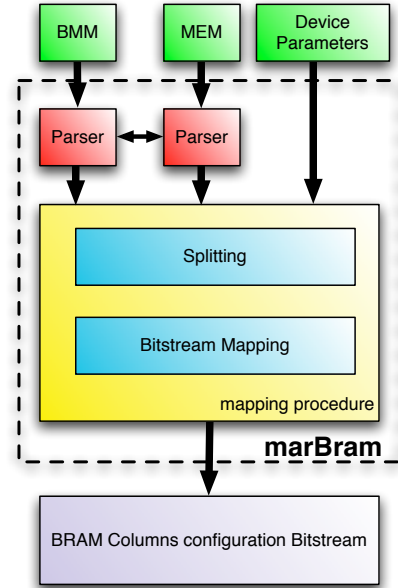 BMM
MEM
Device
Parameters
Parser
Parser
Splitting
Bitstream Mapping
mapping procedure
marBram
BRAM Columns configuration Bitstream